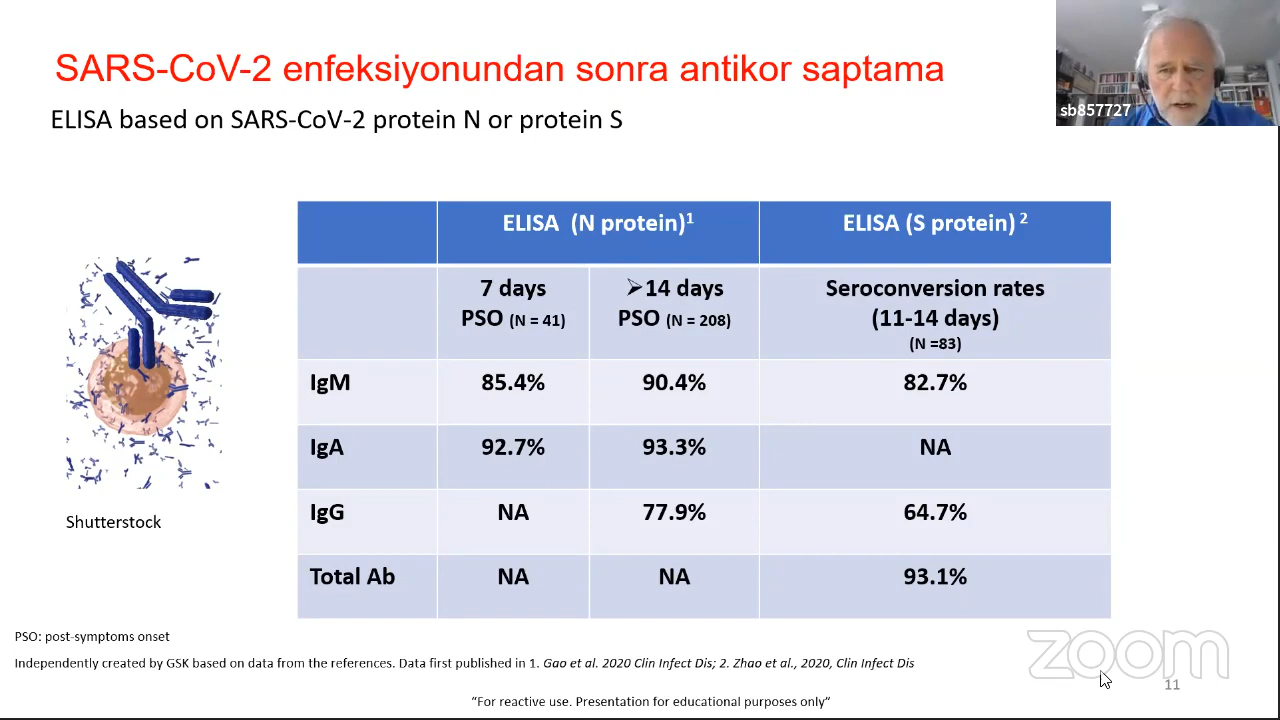 SARS-CoV-2 enfeksiyonundan sonra antikor saptama
ELISA based on SARS-CoV-2 protein N or protein S
sb857727
ELISA (N protein)1
ELISA (S protein) 2
7 days
PSO (N = 41)
➢14 days
PSO (N = 208)
Seroconversion rates
(11-14 days)
(N =83)
IgM 85.4% 90.4% 82.7%
IgA 92.7% 93.3% NA
IgG NA 77.9% 64.7%
Total Ab NA NA 93.1%
Shutterstock
PSO: post-symptoms onset
Independently created by GSK based on data from the references. Data first published in 1. Gao et al. 2020 Clin Infect Dis; 2. Zhao et al., 2020, Clin Infect Dis
zoom
11
“For reactive use. Presentation for educational purposes only”